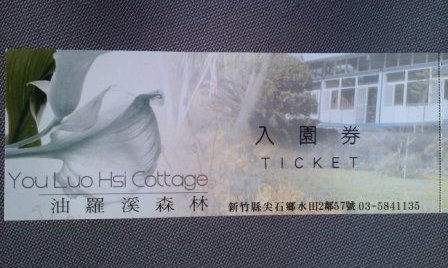 入園券
TICKET
You Luo Hsi Cottage
油羅溪森林
新竹縣尖石鄉水田2鄰57號 03-5841135